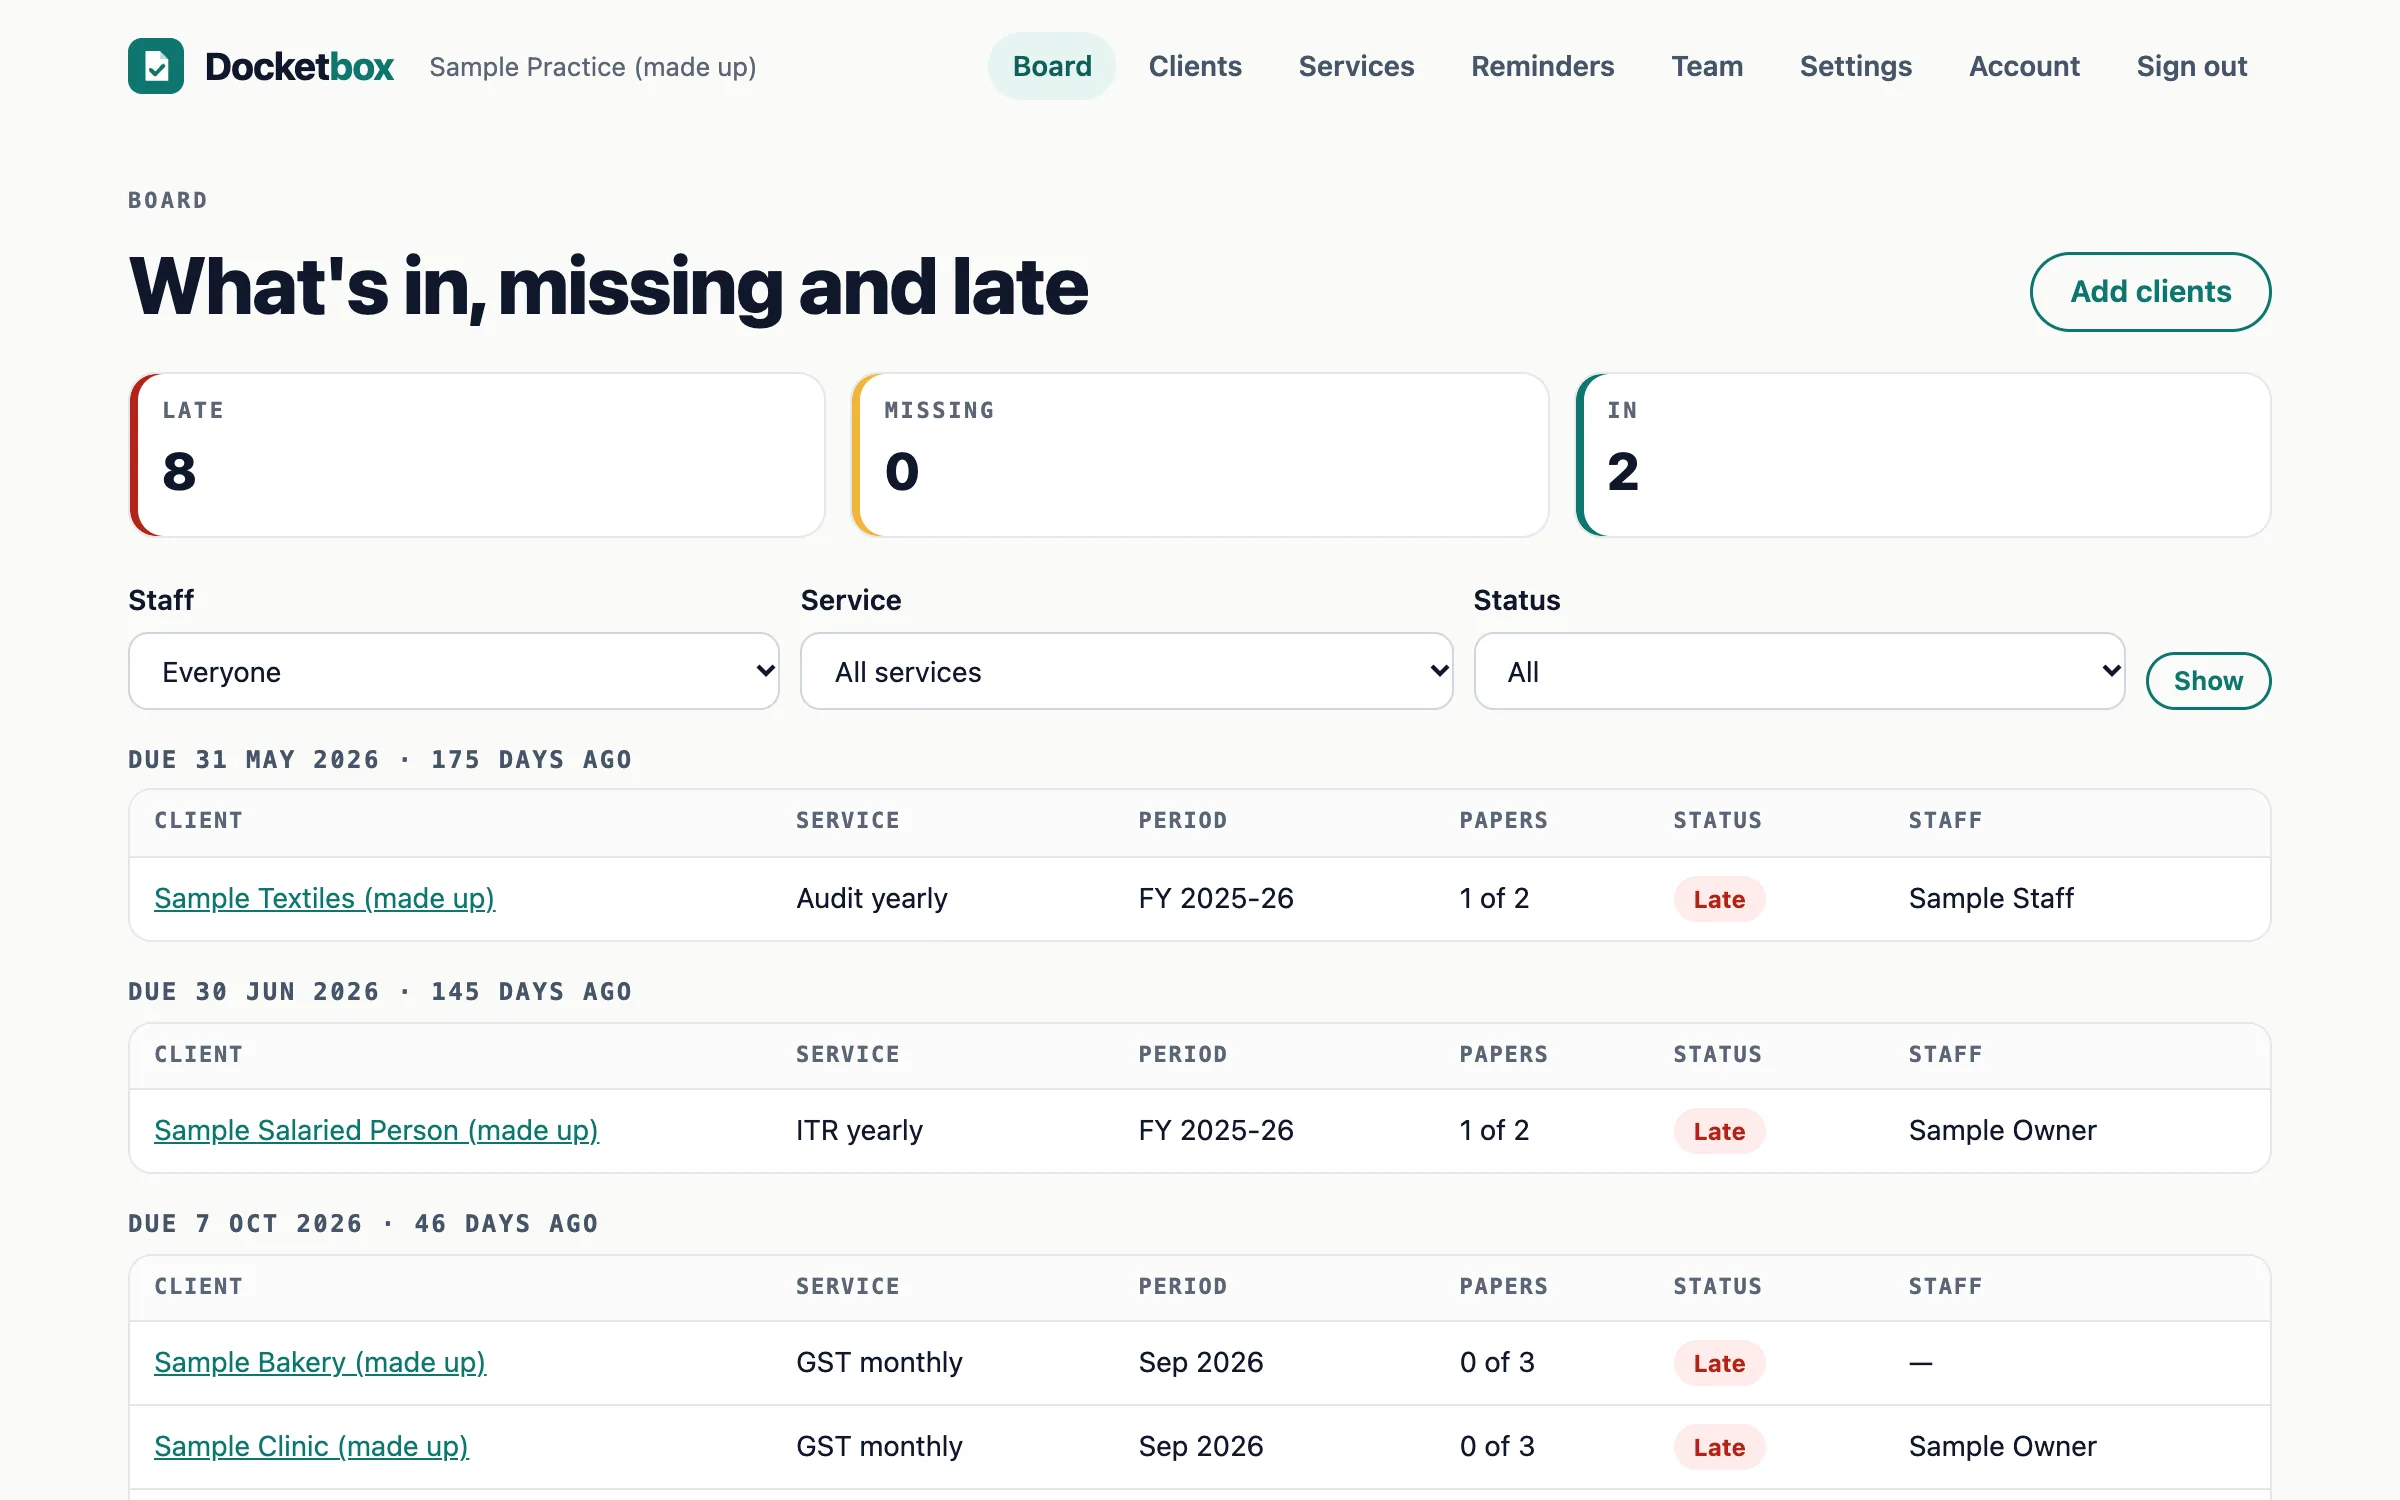 Docketbox Sample Practice (made up) Board Clients Services Reminders Team Settings Account Sign out
BOARD
What's in, missing and late
Add clients
LATE MISSING IN
8 0 2
Staff Service Status
Everyone All services All Show
DUE 31 MAY 2026 · 175 DAYS AGO
CLIENT SERVICE PERIOD PAPERS STATUS STAFF
Sample Textiles (made up) Audit yearly FY 2025-26 1 of 2 Late Sample Staff
DUE 30 JUN 2026 · 145 DAYS AGO
CLIENT SERVICE PERIOD PAPERS STATUS STAFF
Sample Salaried Person (made up) ITR yearly FY 2025-26 1 of 2 Late Sample Owner
DUE 7 OCT 2026 · 46 DAYS AGO
CLIENT SERVICE PERIOD PAPERS STATUS STAFF
Sample Bakery (made up) GST monthly Sep 2026 0 of 3 Late —
Sample Clinic (made up) GST monthly Sep 2026 0 of 3 Late Sample Owner